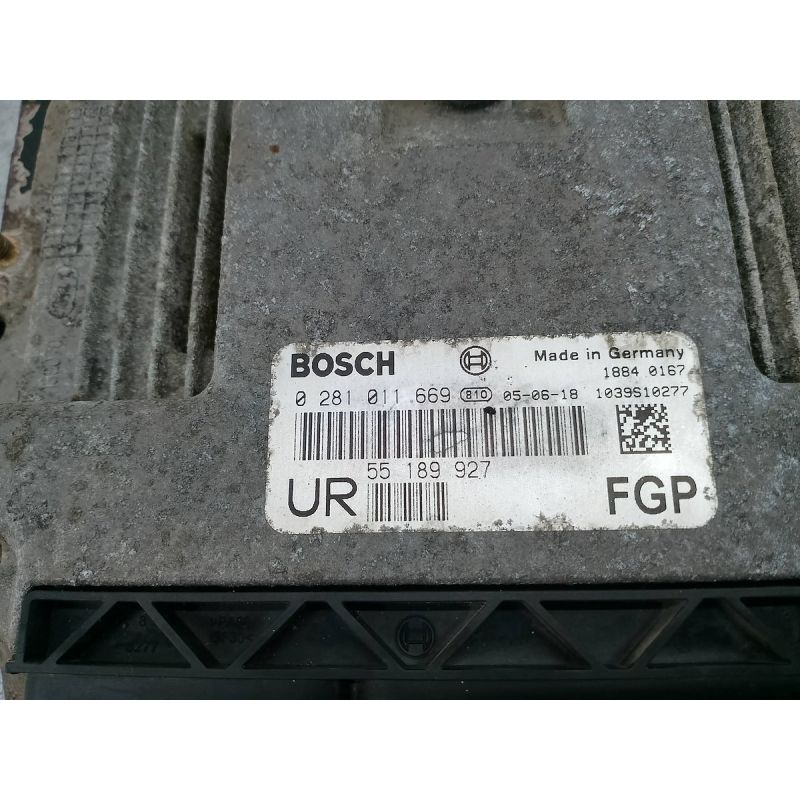 BOSCH Made in Germany
1884 0167
0 281 011 669 810 05-06-18 1039S10277
55 189 927
UR FGP